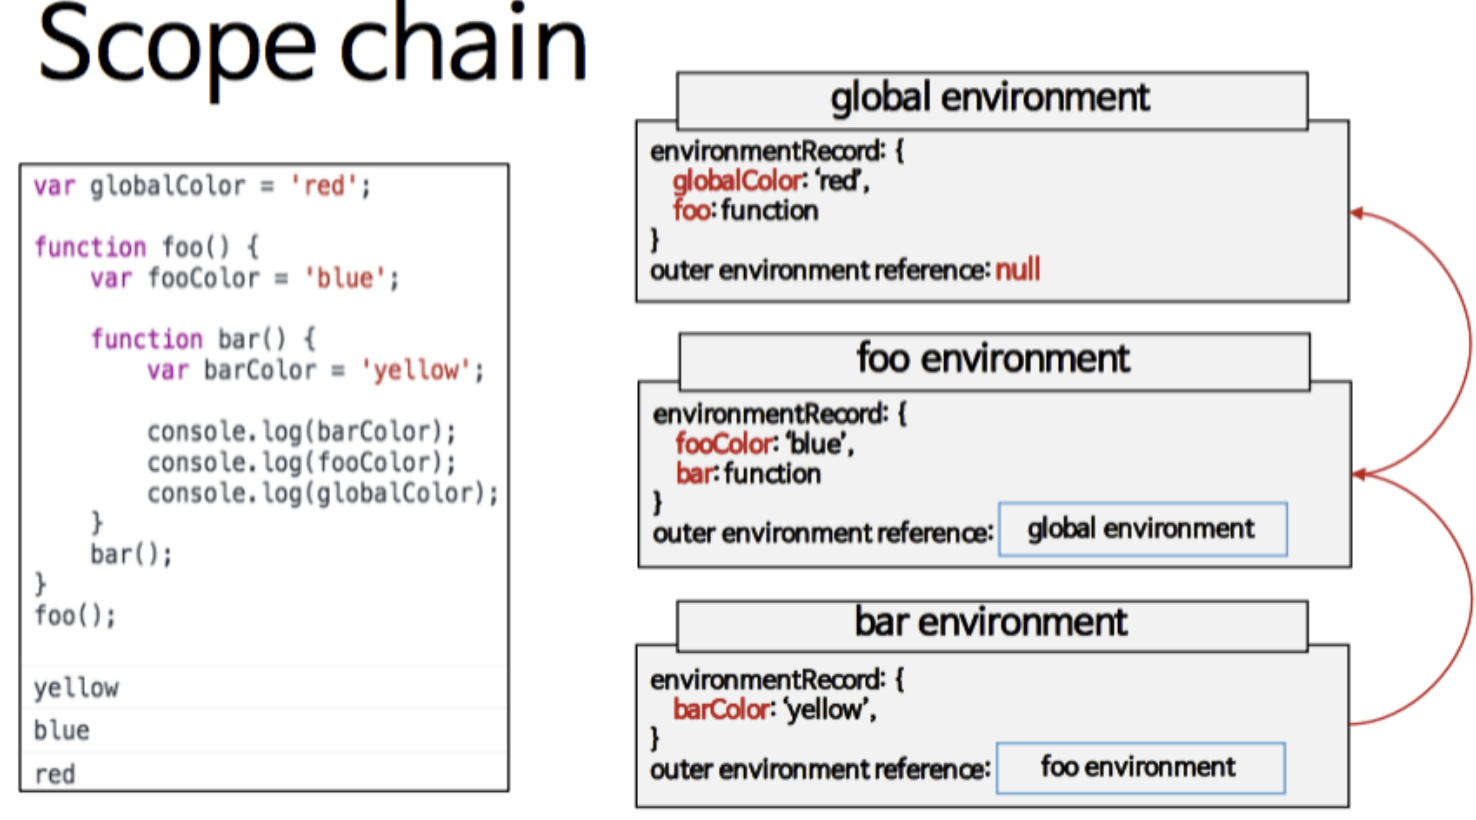 Scope chain
var globalColor = 'red';
function foo() {
var fooColor = 'blue';
function bar() {
var barColor = 'yellow';
console.log(barColor);
console.log(fooColor);
console.log(globalColor);
}
bar();
}
foo();
yellow
blue
red
global environment
environmentRecord: {
globalColor: ‘red’,
foo: function
}
outer environment reference: null
foo environment
environmentRecord: {
fooColor: ‘blue’,
bar: function
}
outer environment reference: global environment
bar environment
environmentRecord: {
barColor: ‘yellow’,
}
outer environment reference: foo environment